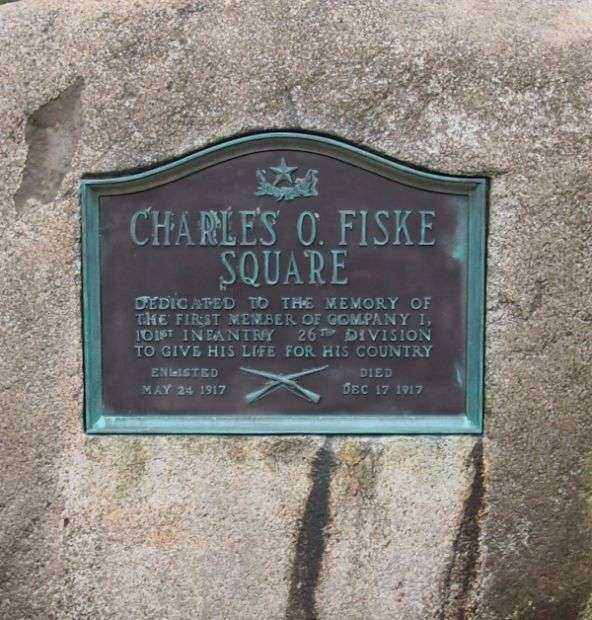 CHARLES O. FISKE
SQUARE
DEDICATED TO THE MEMORY OF
THE FIRST MEMBER OF COMPANY I,
101ST INFANTRY 26TH DIVISION
TO GIVE HIS LIFE FOR HIS COUNTRY
ENLISTED DIED
MAY 24 1917 DEC 17 1917